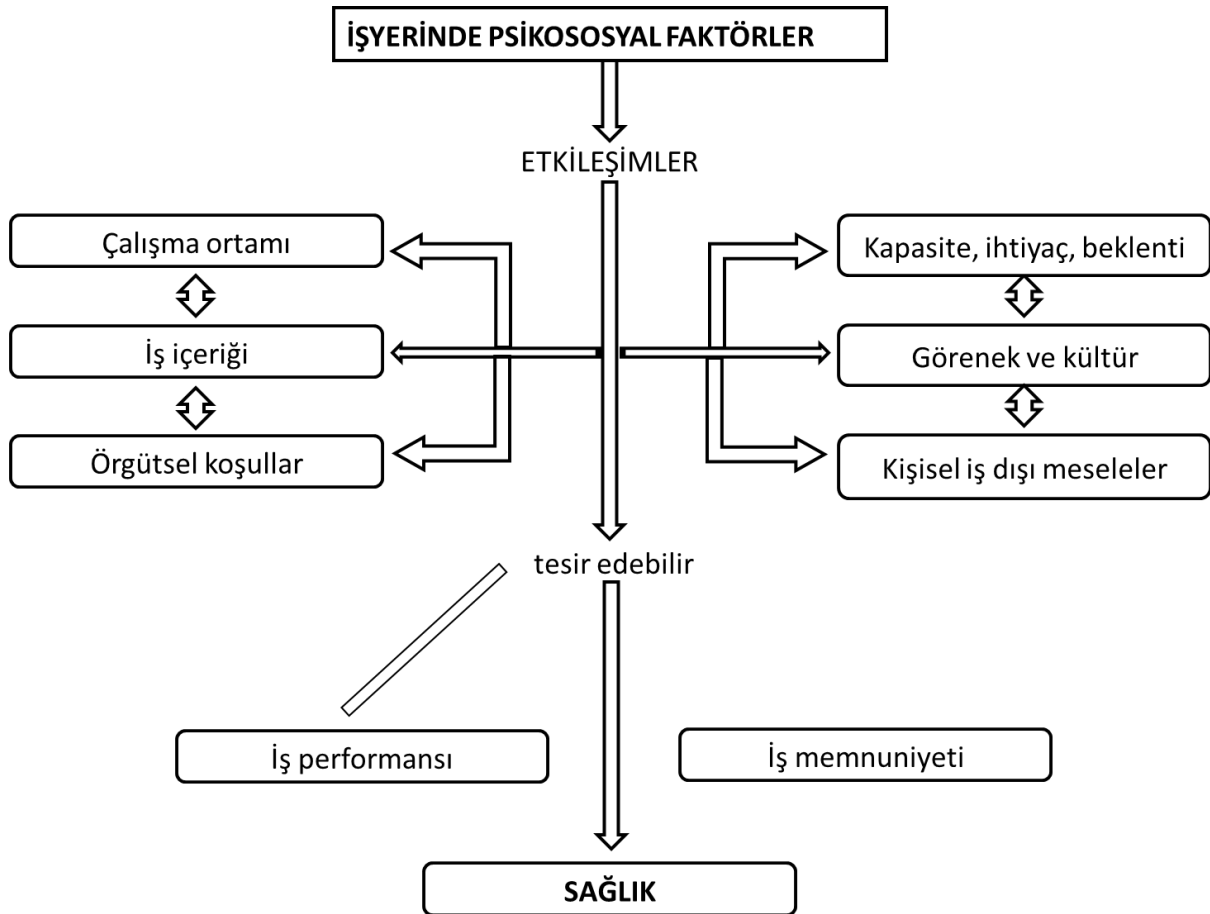 İŞYERİNDE PSİKOSOSYAL FAKTÖRLER
ETKİLEŞİMLER
Çalışma ortamı
Kapasite, ihtiyaç, beklenti
İş içeriği
Görenek ve kültür
Örgütsel koşullar
Kişisel iş dışı meseleler
tesir edebilir
İş performansı
İş memnuniyeti
SAĞLIK